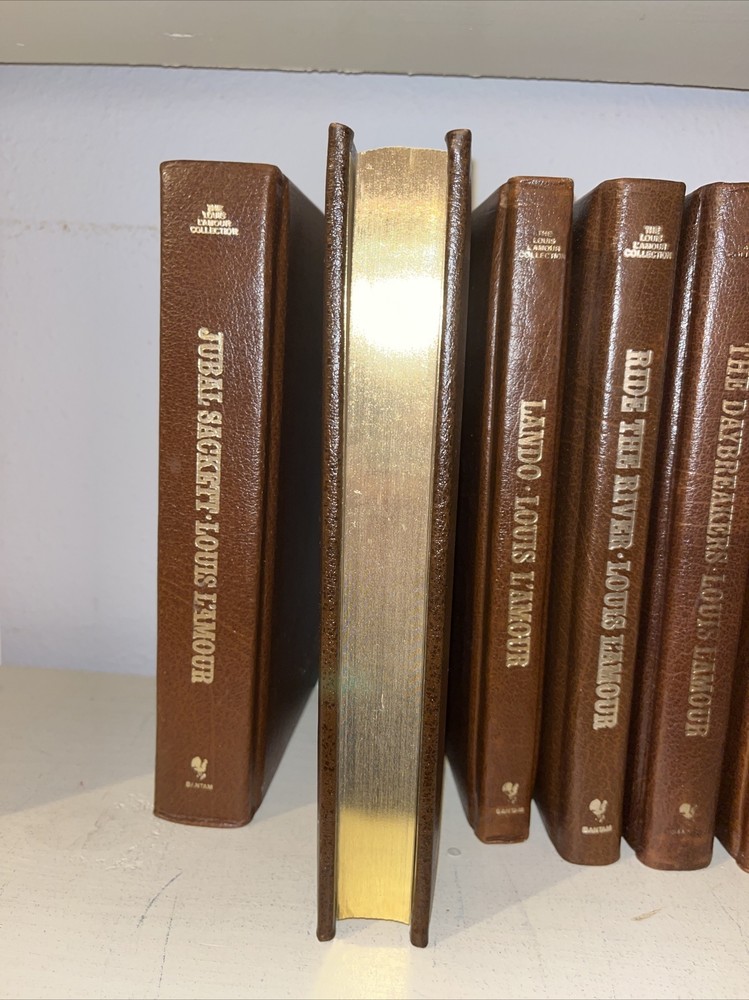 THE
LOUIS
L'AMOUR
COLLECTION
JUBAL SACKETT · LOUIS L'AMOUR
BANTAM
THE
LOUIS
L'AMOUR
COLLECTION
LANDO · LOUIS L'AMOUR
BANTAM
THE
LOUIS
L'AMOUR
COLLECTION
RIDE THE RIVER · LOUIS L'AMOUR
BANTAM
THE DAYBREAKERS · LOUIS L'AMOUR